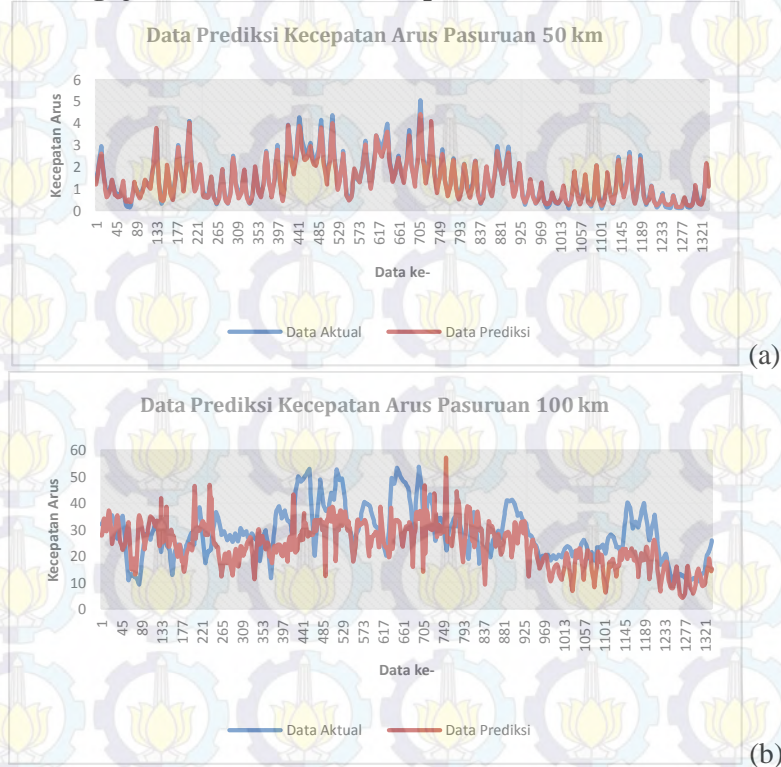 Data Prediksi Kecepatan Arus Pasuruan 50 km
Kecepatan Arus
6
5
4
3
2
1
0
1 45 89 133 177 221 265 309 353 397 441 485 529 573 617 661 705 749 793 837 881 925 969 1013 1057 1101 1145 1189 1233 1277 1321
Data ke-
Data Aktual Data Prediksi
(a)
Data Prediksi Kecepatan Arus Pasuruan 100 km
Kecepatan Arus
60
50
40
30
20
10
0
1 45 89 133 177 221 265 309 353 397 441 485 529 573 617 661 705 749 793 837 881 925 969 1013 1057 1101 1145 1189 1233 1277 1321
Data ke-
Data Aktual Data Prediksi
(b)